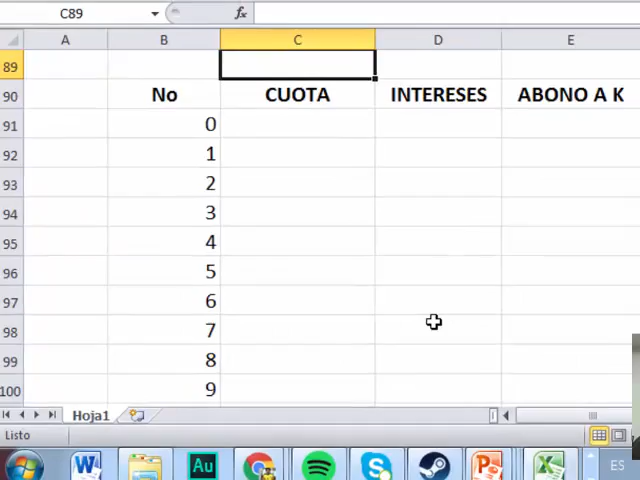 C89 fx
A B C D E
89
90 No CUOTA INTERESES ABONO A K
91 0
92 1
93 2
94 3
95 4
96 5
97 6
98 7
99 8
100 9
Hoja1
Listo
W Au S P X ES